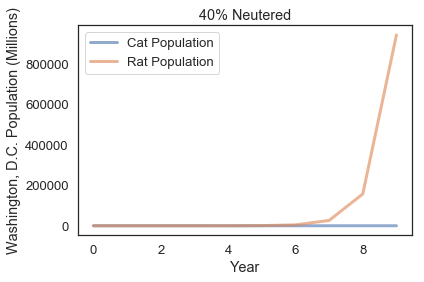 40% Neutered
Cat Population
Rat Population
Washington, D.C. Population (Millions)
800000
600000
400000
200000
0
0 2 4 6 8
Year